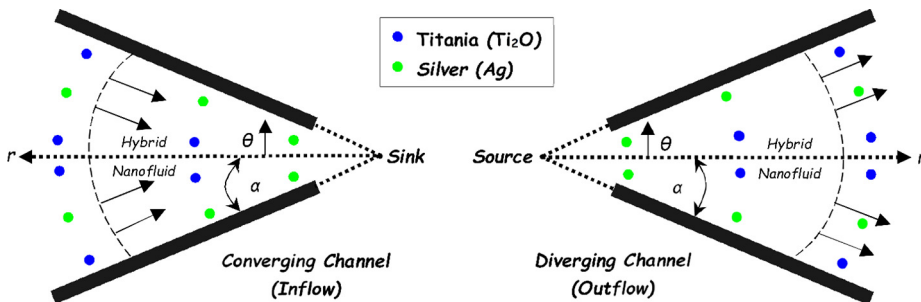 Titania (Ti₂O)
Silver (Ag)
θ
Hybrid
r
Sink
Nanofluid
α
Converging Channel
(Inflow)
Source
θ
Hybrid
r
Nanofluid
α
Diverging Channel
(Outflow)